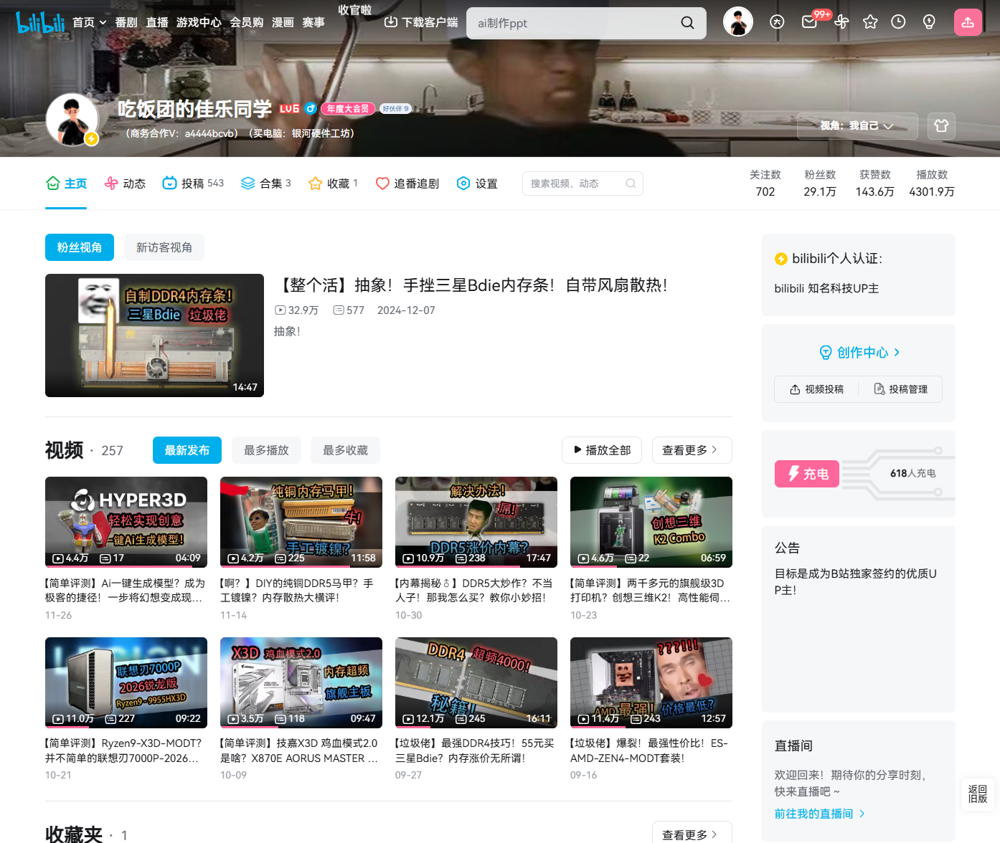 bilibili 首页 番剧 直播 游戏中心 会员购 漫画 赛事 收官啦 下载客户端
ai制作ppt
99+
吃饭团的佳乐同学 LV6 年度大会员 好伙伴 9
（商务合作V：a4444bcvb）（买电脑：银河硬件工坊）
视角：我自己
主页 动态 投稿 543 合集 3 收藏 1 追番追剧 设置
搜索视频、动态
关注数 粉丝数 获赞数 播放数
702 29.1万 143.6万 4301.9万
粉丝视角 新访客视角
自制DDR4内存条！
三星Bdie 垃圾佬
14:47
【整个活】抽象！手挫三星Bdie内存条！自带风扇散热！
32.9万 577 2024-12-07
抽象！
视频 · 257
最新发布 最多播放 最多收藏
播放全部 查看更多
HYPER3D
轻松实现创意
一键Ai生成模型！
4.4万 17 04:09
【简单评测】Ai一键生成模型？成为
极客的捷径！一步将幻想变成现…
11-26
纯铜内存马甲！
牛！
手工镀镍？
4.2万 225 11:58
【啊？】DIY的纯铜DDR5马甲？手
工镀镍？内存散热大横评！
11-14
解决办法！
屌！
DDR5涨价内幕？
10.9万 238 17:47
【内幕揭秘🥚】DDR5大炒作？不当
人子！那我怎么买？教你小妙招！
10-30
创想三维
K2 Combo
4.6万 22 06:59
【简单评测】两千多元的旗舰级3D
打印机？创想三维K2！高性能伺…
10-23
联想刃7000P
2026锐龙版
Ryzen9-9955HX3D
11.0万 227 09:22
【简单评测】Ryzen9-X3D-MODT？
并不简单的联想刃7000P-2026…
10-21
X3D 鸡血模式2.0
内存超频
旗舰主板
3.5万 118 09:47
【简单评测】技嘉X3D 鸡血模式2.0
是啥？X870E AORUS MASTER …
10-09
DDR4 超频4000！
秘籍！
12.1万 245 16:11
【垃圾佬】最强DDR4技巧！55元买
三星Bdie？内存涨价无所谓！
09-27
???!!!
AMD最强！ 价格最低？
11.4万 243 12:57
【垃圾佬】爆裂！最强性价比！ES-
AMD-ZEN4-MODT套装！
09-16
收藏夹 · 1
查看更多
bilibili个人认证：
bilibili 知名科技UP主
创作中心
视频投稿 投稿管理
充电 618人充电
公告
目标是成为B站独家签约的优质U
P主！
直播间
欢迎回来！期待你的分享时刻，
快来直播吧～
前往我的直播间
返回
旧版